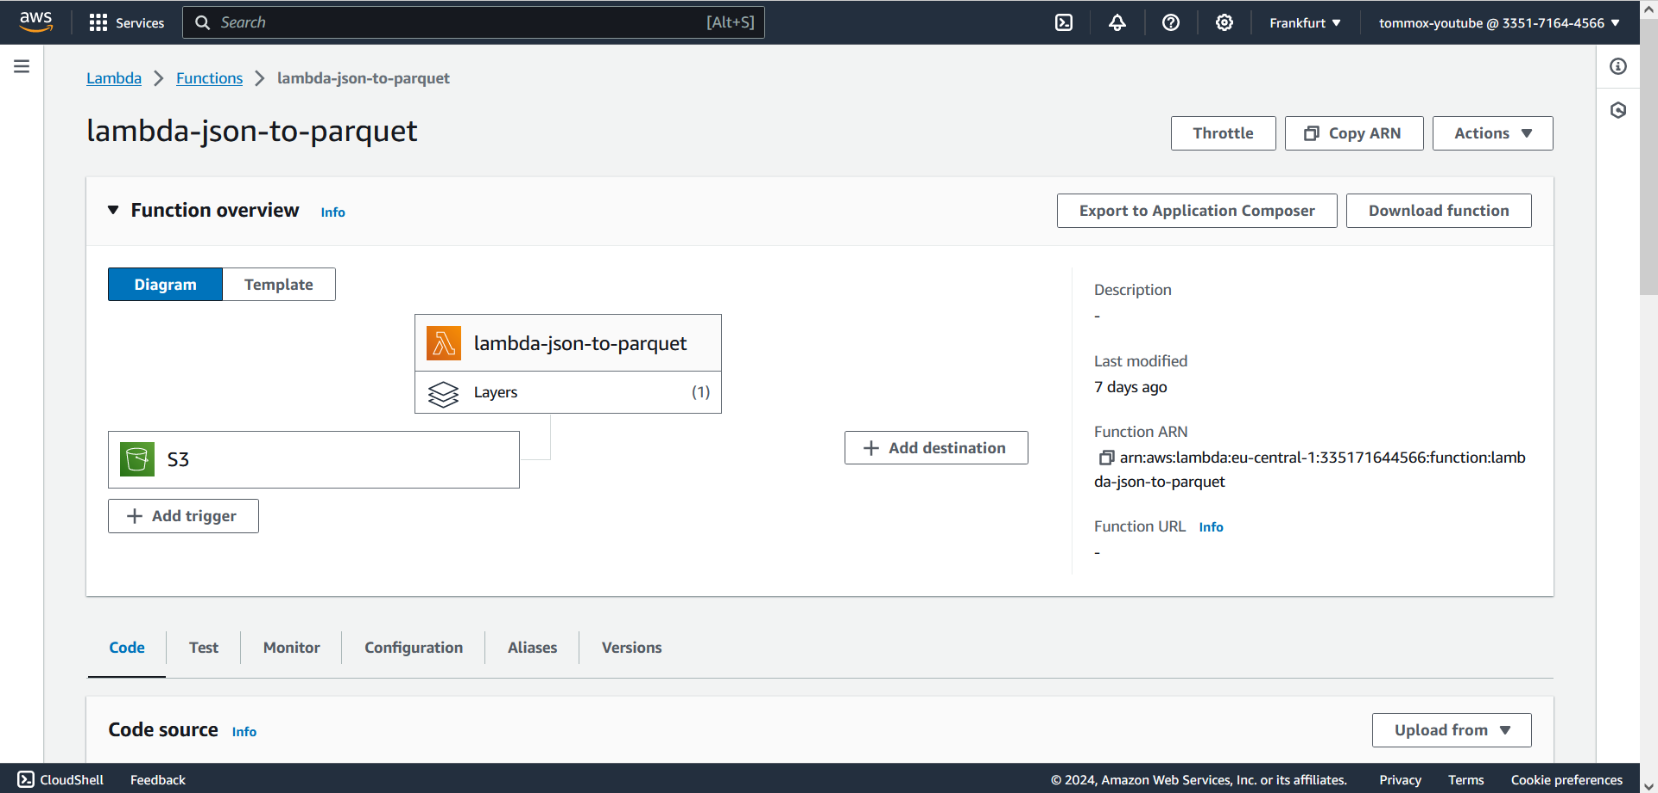 aws
Services
Search [Alt+S]
Frankfurt
tommox-youtube @ 3351-7164-4566
Lambda
Functions
lambda-json-to-parquet
lambda-json-to-parquet
Throttle
Copy ARN
Actions
Function overview Info
Export to Application Composer
Download function
Diagram
Template
lambda-json-to-parquet
Layers (1)
S3
Add trigger
Add destination
Description
-
Last modified
7 days ago
Function ARN
arn:aws:lambda:eu-central-1:335171644566:function:lamb
da-json-to-parquet
Function URL Info
-
Code
Test
Monitor
Configuration
Aliases
Versions
Code source Info
Upload from
CloudShell
Feedback
© 2024, Amazon Web Services, Inc. or its affiliates.
Privacy
Terms
Cookie preferences